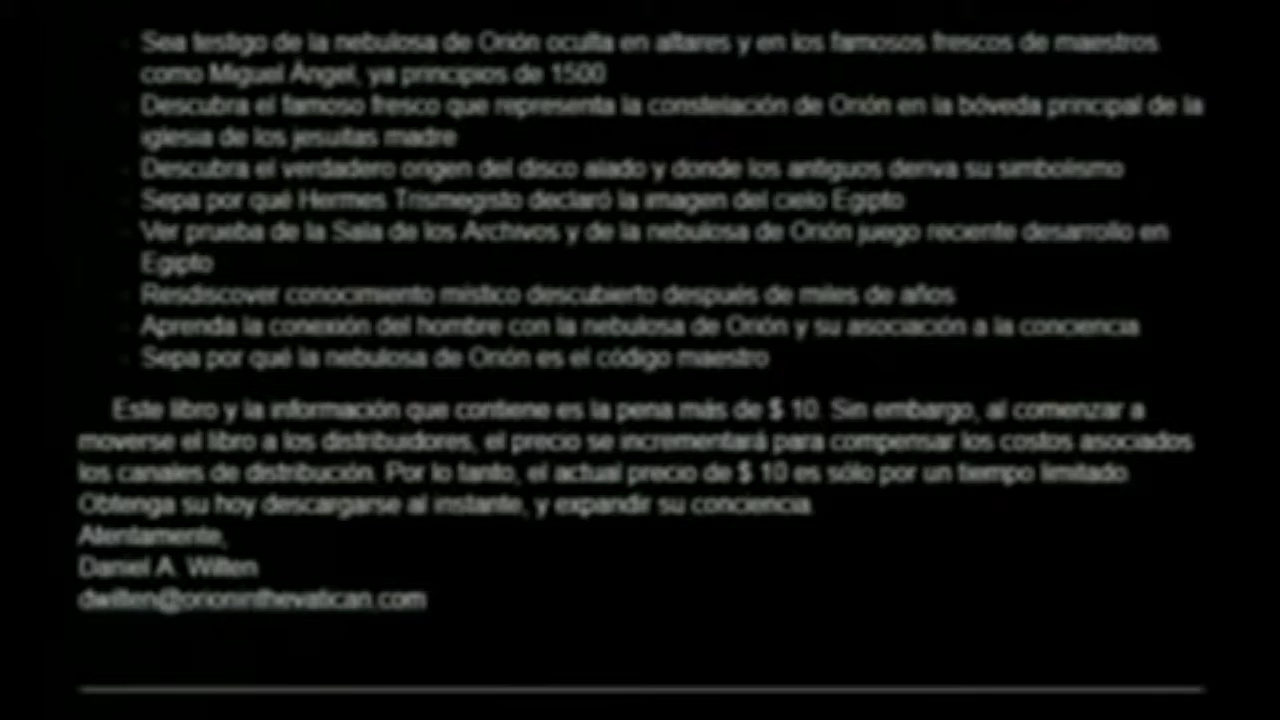 Sea testigo de la nebulosa de Orión oculta en altares y en los famosos frescos de maestros
como Miguel Ángel, ya principios de 1500
Descubra el famoso fresco que representa la constelación de Orión en la bóveda principal de la
iglesia de los jesuitas madre
Descubra el verdadero origen del disco alado y donde los antiguos deriva su simbolismo
Sepa por qué Hermes Trismegisto declaró la imagen del cielo Egipto
Ver prueba de la Sala de los Archivos y de la nebulosa de Orión juego reciente desarrollo en
Egipto
Resdiscover conocimiento místico descubierto después de miles de años
Aprenda la conexión del hombre con la nebulosa de Orión y su asociación a la conciencia
Sepa por qué la nebulosa de Orión es el código maestro
Este libro y la información que contiene es la pena más de $ 10. Sin embargo, al comenzar a
moverse el libro a los distribuidores, el precio se incrementará para compensar los costos asociados
los canales de distribución. Por lo tanto, el actual precio de $ 10 es sólo por un tiempo limitado.
Obtenga su hoy descargarse al instante, y expandir su conciencia.
Atentamente,
Daniel A. Wilten
dwilten@orioninthevatican.com